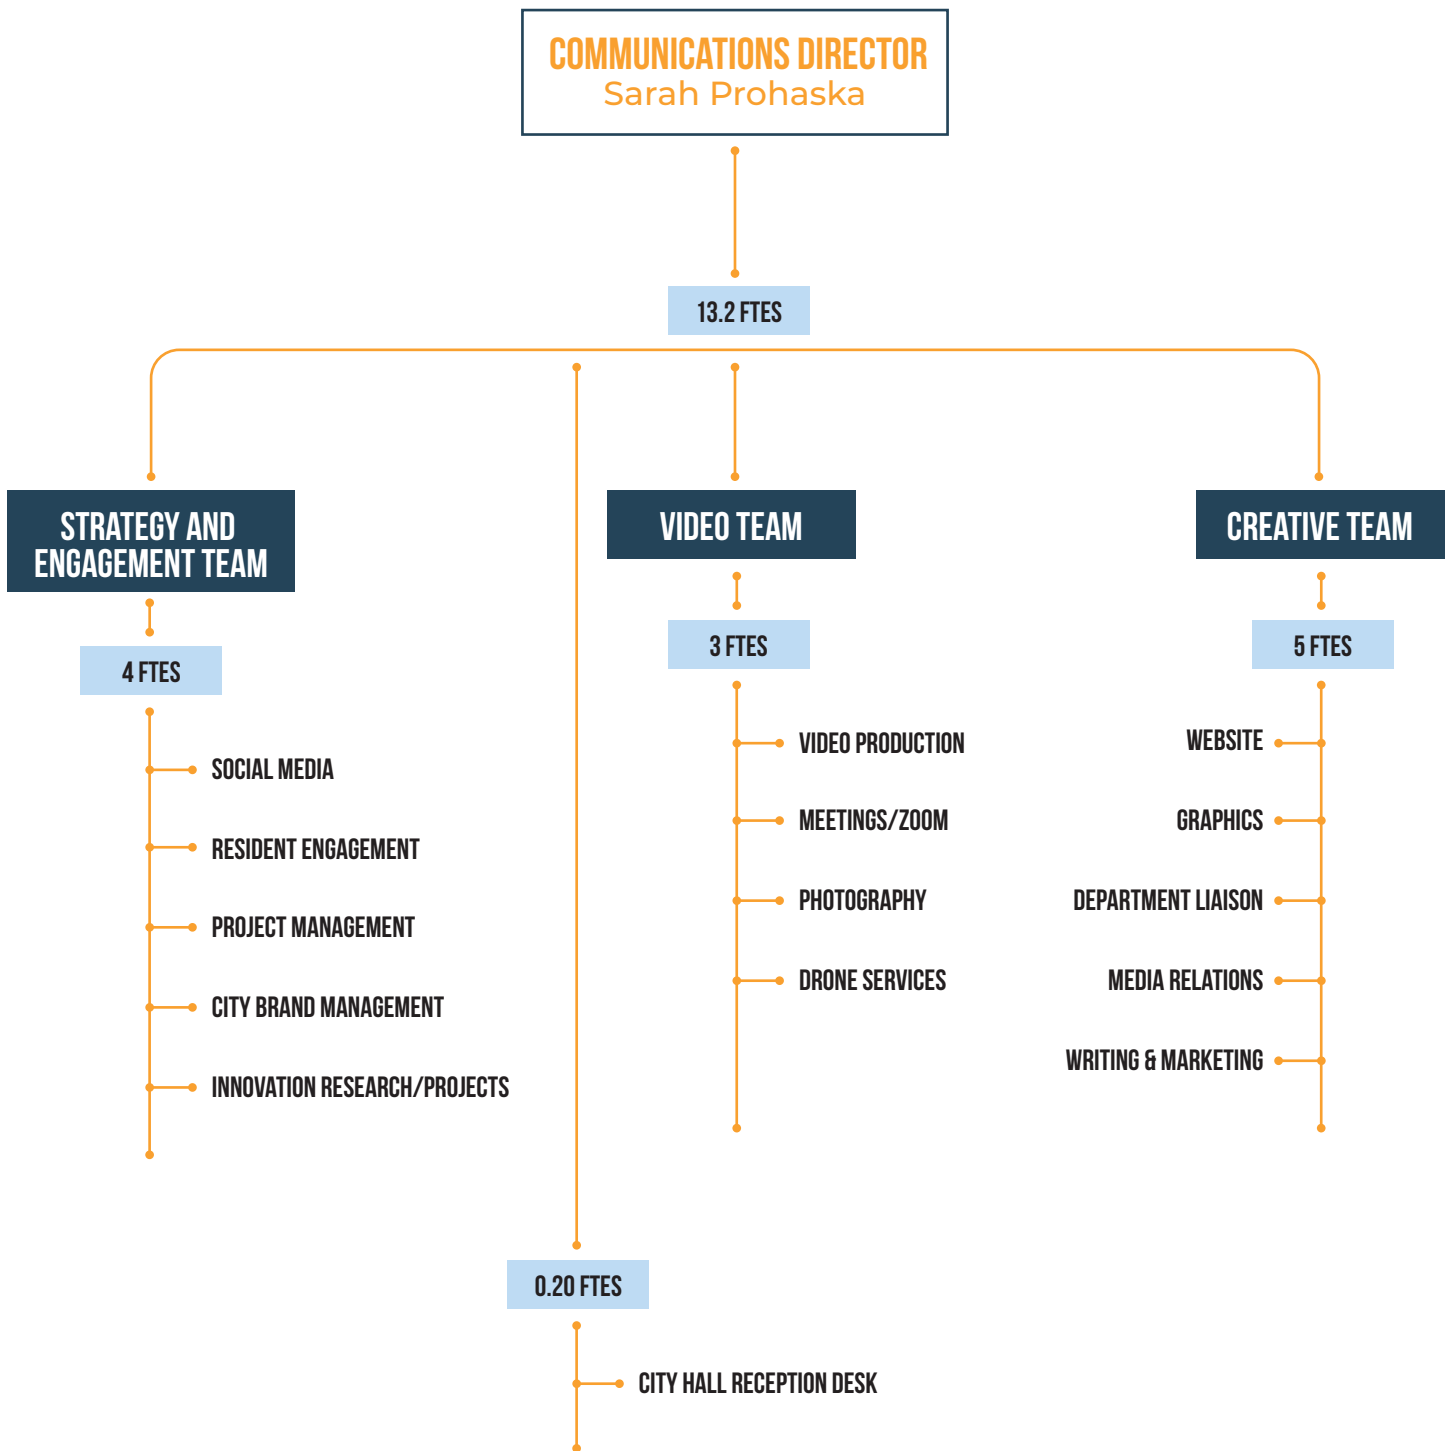 COMMUNICATIONS DIRECTOR
Sarah Prohaska
13.2 FTES
STRATEGY AND
ENGAGEMENT TEAM
4 FTES
SOCIAL MEDIA
RESIDENT ENGAGEMENT
PROJECT MANAGEMENT
CITY BRAND MANAGEMENT
INNOVATION RESEARCH/PROJECTS
VIDEO TEAM
3 FTES
VIDEO PRODUCTION
MEETINGS/ZOOM
PHOTOGRAPHY
DRONE SERVICES
CREATIVE TEAM
5 FTES
WEBSITE
GRAPHICS
DEPARTMENT LIAISON
MEDIA RELATIONS
WRITING & MARKETING
0.20 FTES
CITY HALL RECEPTION DESK